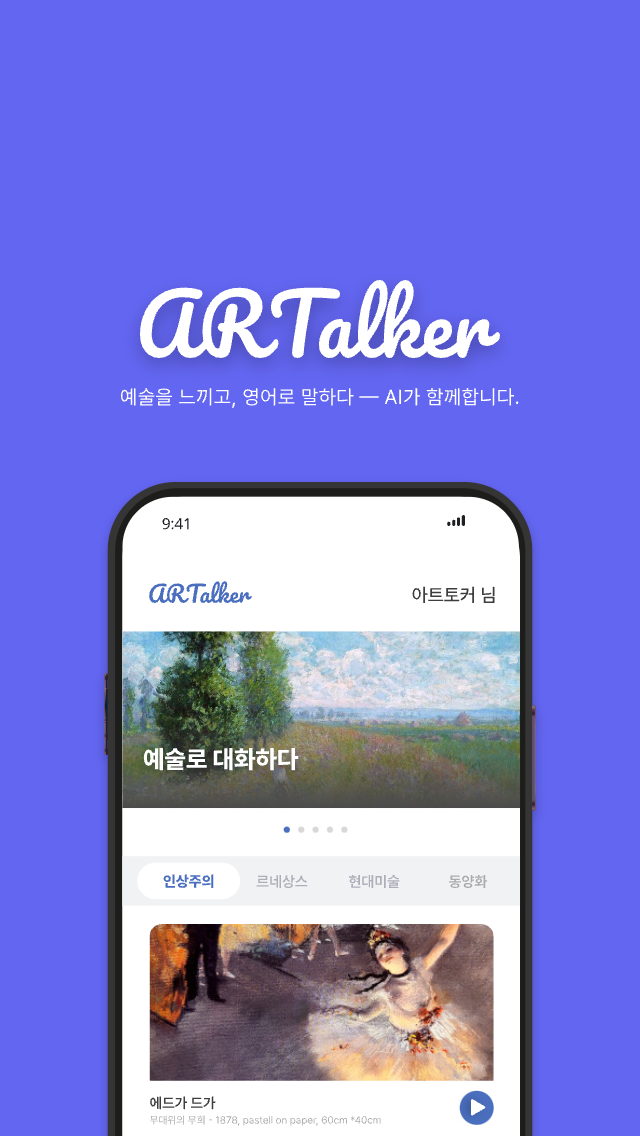 ARTalker
예술을 느끼고, 영어로 말하다 — AI가 함께합니다.
9:41
ARTalker
아트토커 님
예술로 대화하다
인상주의 르네상스 현대미술 동양화
에드가 드가
무대위의 무희 - 1878, pastell on paper, 60cm *40cm